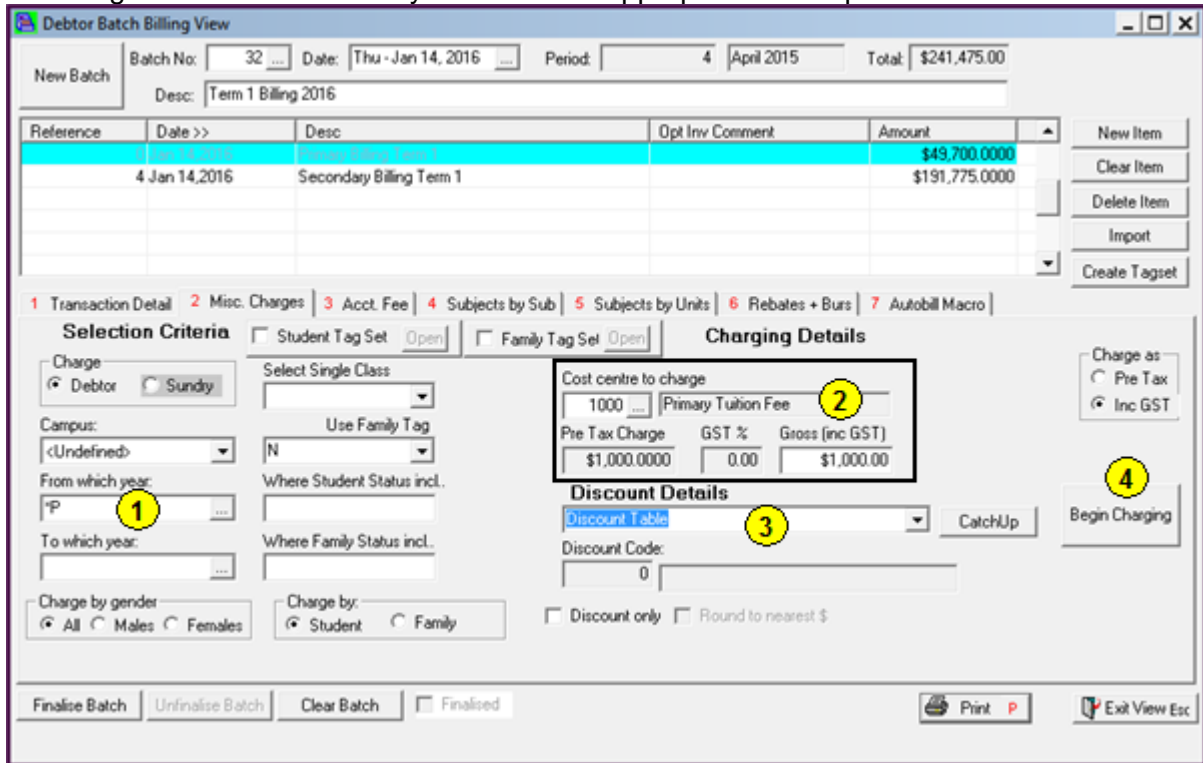 Debtor Batch Billing View
New Batch
Batch No: 32 ... Date: Thu - Jan 14, 2016 ... Period: 4 April 2015 Total: $241,475.00
Desc: Term 1 Billing 2016
Reference Date >> Desc Opt Inv Comment Amount
Jan 14,2016 Primary Billing Term 1 $49,700.0000
4 Jan 14,2016 Secondary Billing Term 1 $191,775.0000
New Item
Clear Item
Delete Item
Import
Create Tagset
1 Transaction Detail 2 Misc. Charges 3 Acct. Fee 4 Subjects by Sub 5 Subjects by Units 6 Rebates + Burs 7 Autobill Macro
Selection Criteria Student Tag Set Open Family Tag Set Open Charging Details
Charge
Debtor Sundry
Select Single Class
Campus:
<Undefined>
Use Family Tag
N
From which year:
*P ... 1
Where Student Status incl..
To which year:
...
Where Family Status incl..
Charge by gender
All Males Females
Charge by:
Student Family
Cost centre to charge
1000 ... Primary Tuition Fee 2
Pre Tax Charge GST % Gross (inc GST)
$1,000.0000 0.00 $1,000.00
Discount Details
Discount Table 3 CatchUp
Discount Code:
0
Discount only Round to nearest $
Charge as
Pre Tax
Inc GST
4
Begin Charging
Finalise Batch Unfinalise Batch Clear Batch Finalised Print P Exit View Esc